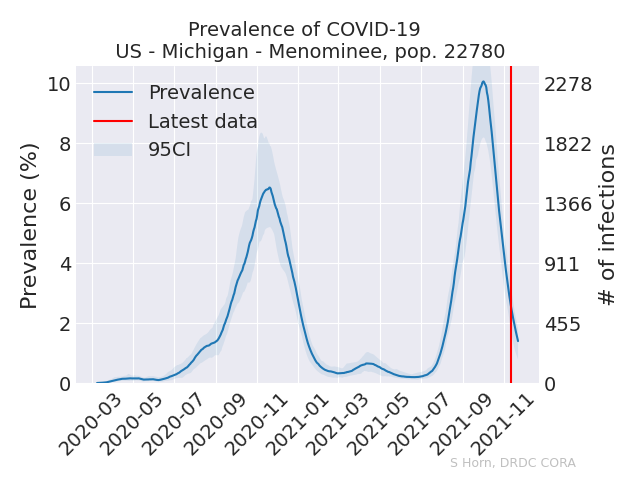 Prevalence of COVID-19
US - Michigan - Menominee, pop. 22780
Prevalence (%)
10
8
6
4
2
0
Prevalence
Latest data
95CI
2278
1822
1366
911
455
0
# of infections
2020-03
2020-05
2020-07
2020-09
2020-11
2021-01
2021-03
2021-05
2021-07
2021-09
2021-11
S Horn, DRDC CORA